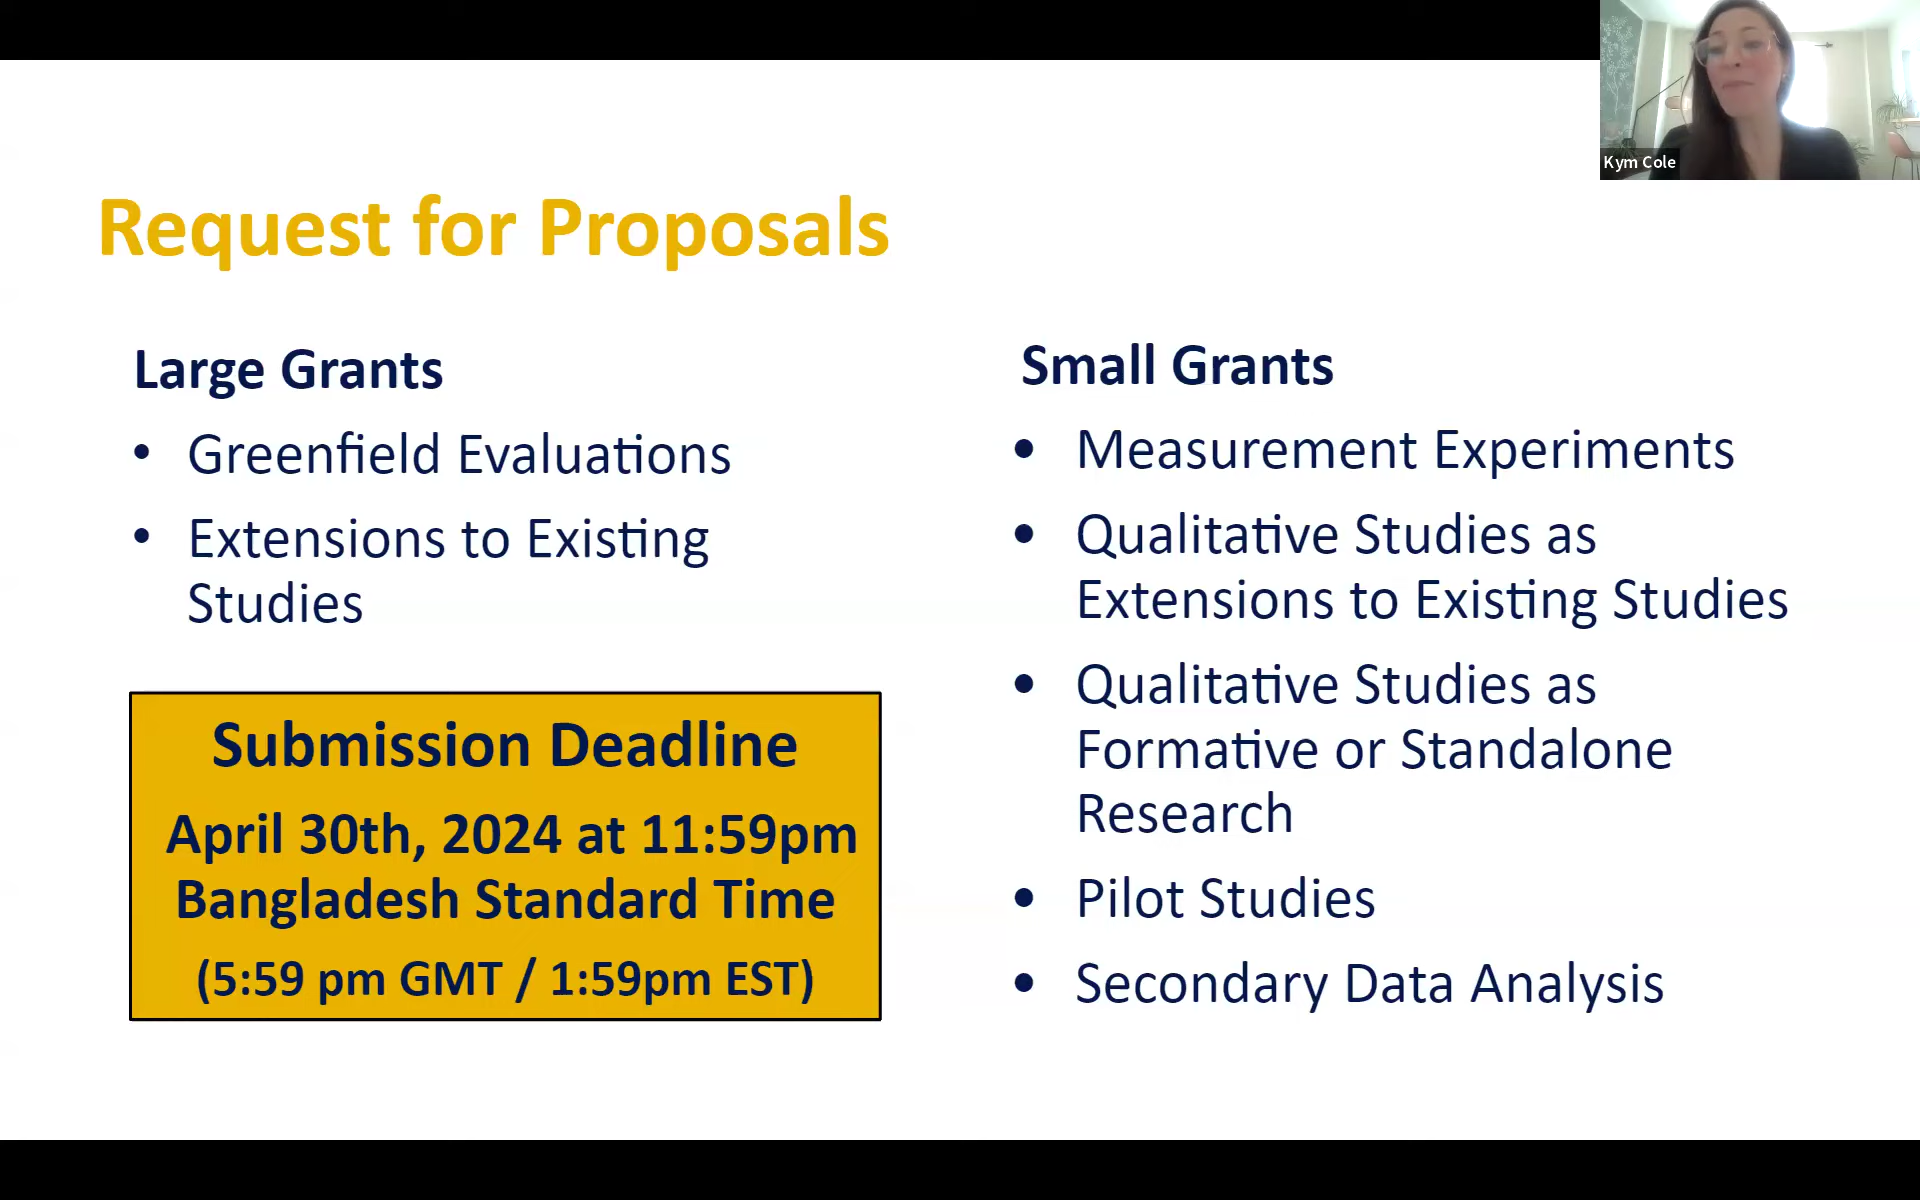 Kym Cole
Request for Proposals
Large Grants
• Greenfield Evaluations
• Extensions to Existing
Studies
Submission Deadline
April 30th, 2024 at 11:59pm
Bangladesh Standard Time
(5:59 pm GMT / 1:59pm EST)
Small Grants
• Measurement Experiments
• Qualitative Studies as
Extensions to Existing Studies
• Qualitative Studies as
Formative or Standalone
Research
• Pilot Studies
• Secondary Data Analysis